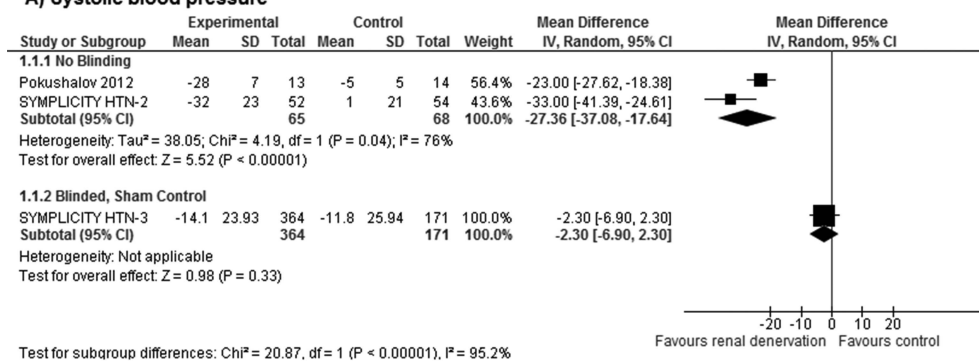 A) Systolic blood pressure
Experimental Control Mean Difference Mean Difference
Study or Subgroup Mean SD Total Mean SD Total Weight IV, Random, 95% CI IV, Random, 95% CI
1.1.1 No Blinding
Pokushalov 2012 -28 7 13 -5 5 14 56.4% -23.00 [-27.62, -18.38]
SYMPLICITY HTN-2 -32 23 52 1 21 54 43.6% -33.00 [-41.39, -24.61]
Subtotal (95% CI) 65 68 100.0% -27.36 [-37.08, -17.64]
Heterogeneity: Tau² = 38.05; Chi² = 4.19, df = 1 (P = 0.04); I² = 76%
Test for overall effect: Z = 5.52 (P < 0.00001)
1.1.2 Blinded, Sham Control
SYMPLICITY HTN-3 -14.1 23.93 364 -11.8 25.94 171 100.0% -2.30 [-6.90, 2.30]
Subtotal (95% CI) 364 171 100.0% -2.30 [-6.90, 2.30]
Heterogeneity: Not applicable
Test for overall effect: Z = 0.98 (P = 0.33)
-20 -10 0 10 20
Favours renal denervation Favours control
Test for subgroup differences: Chi² = 20.87, df = 1 (P < 0.00001), I² = 95.2%